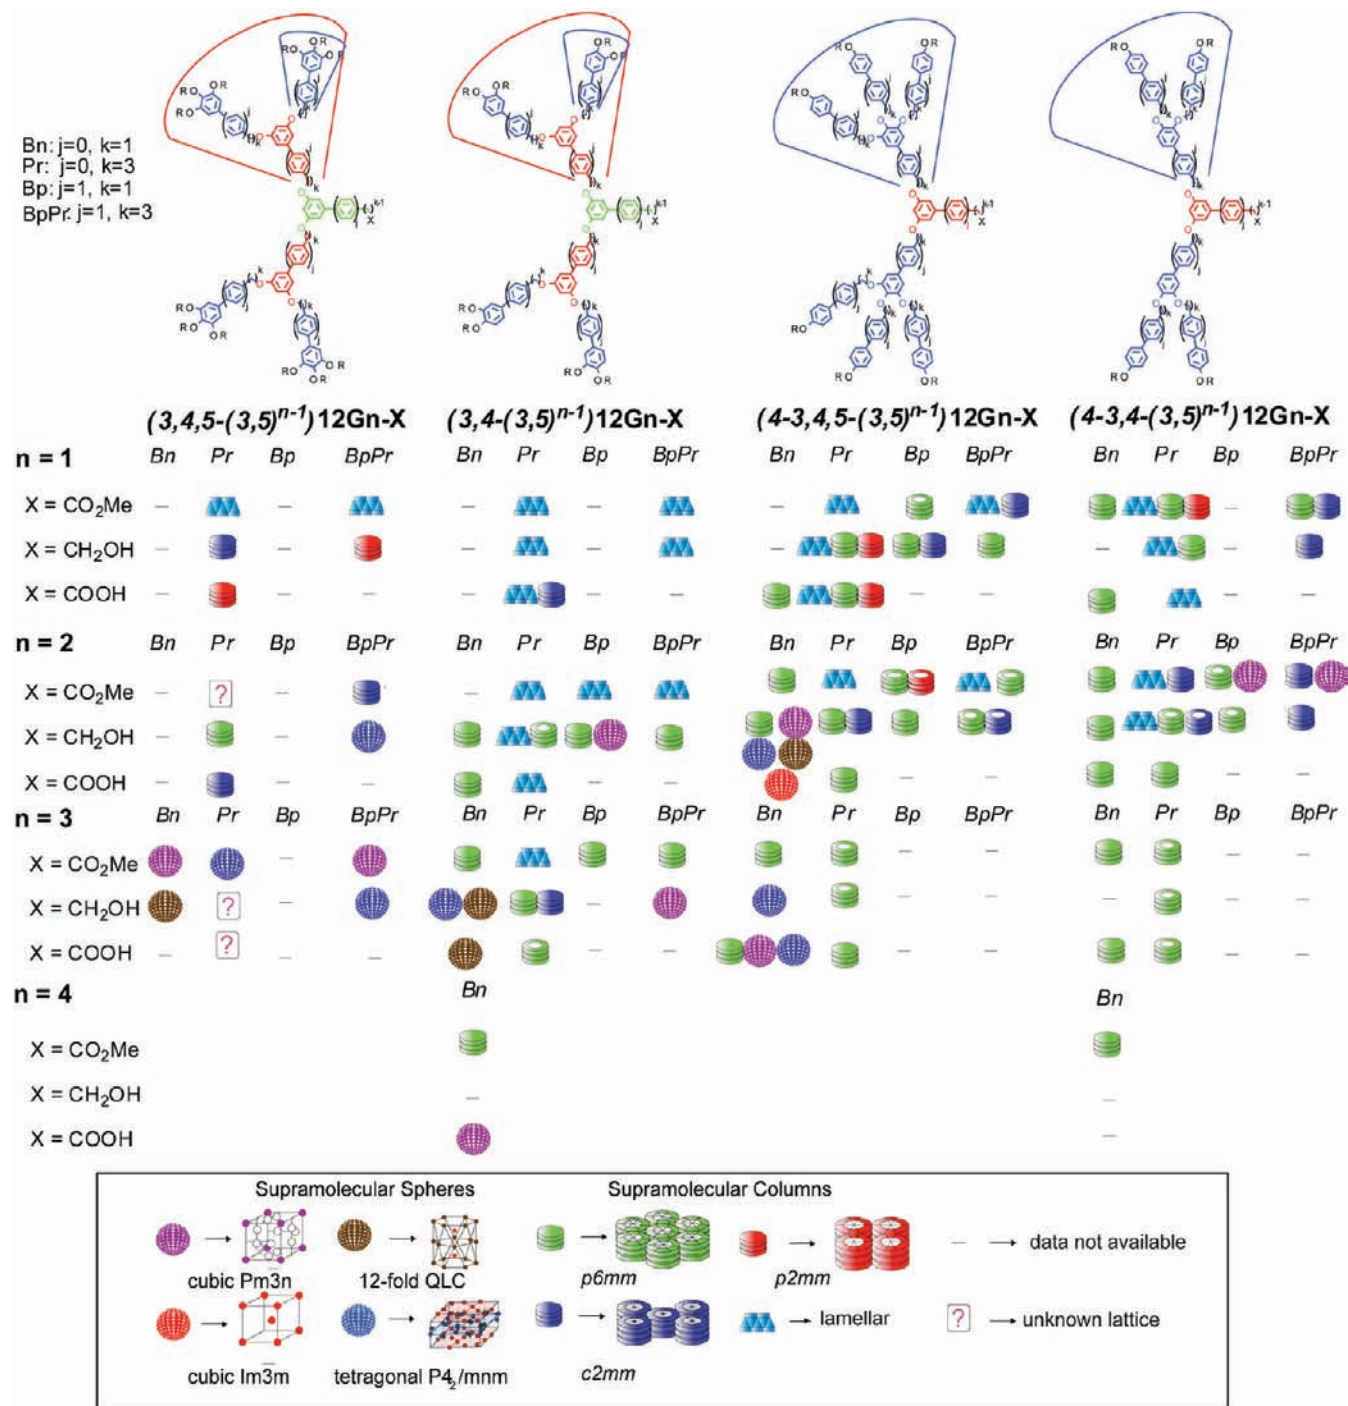 Bn: j=0, k=1
Pr: j=0, k=3
Bp: j=1, k=1
BpPr: j=1, k=3
(3,4,5-(3,5)ⁿ⁻¹)12Gn-X (3,4-(3,5)ⁿ⁻¹)12Gn-X (4-3,4,5-(3,5)ⁿ⁻¹)12Gn-X (4-3,4-(3,5)ⁿ⁻¹)12Gn-X
n = 1 Bn Pr Bp BpPr Bn Pr Bp BpPr Bn Pr Bp BpPr Bn Pr Bp BpPr
X = CO₂Me
X = CH₂OH
X = COOH
n = 2 Bn Pr Bp BpPr Bn Pr Bp BpPr Bn Pr Bp BpPr Bn Pr Bp BpPr
X = CO₂Me ?
X = CH₂OH
X = COOH
n = 3 Bn Pr Bp BpPr Bn Pr Bp BpPr Bn Pr Bp BpPr Bn Pr Bp BpPr
X = CO₂Me
X = CH₂OH ?
X = COOH ?
n = 4 Bn Bn
X = CO₂Me
X = CH₂OH
X = COOH
Supramolecular Spheres Supramolecular Columns
cubic Pm3̅n 12-fold QLC p6mm p2mm data not available
cubic Im3̅m tetragonal P4₂/mnm c2mm lamellar ? unknown lattice